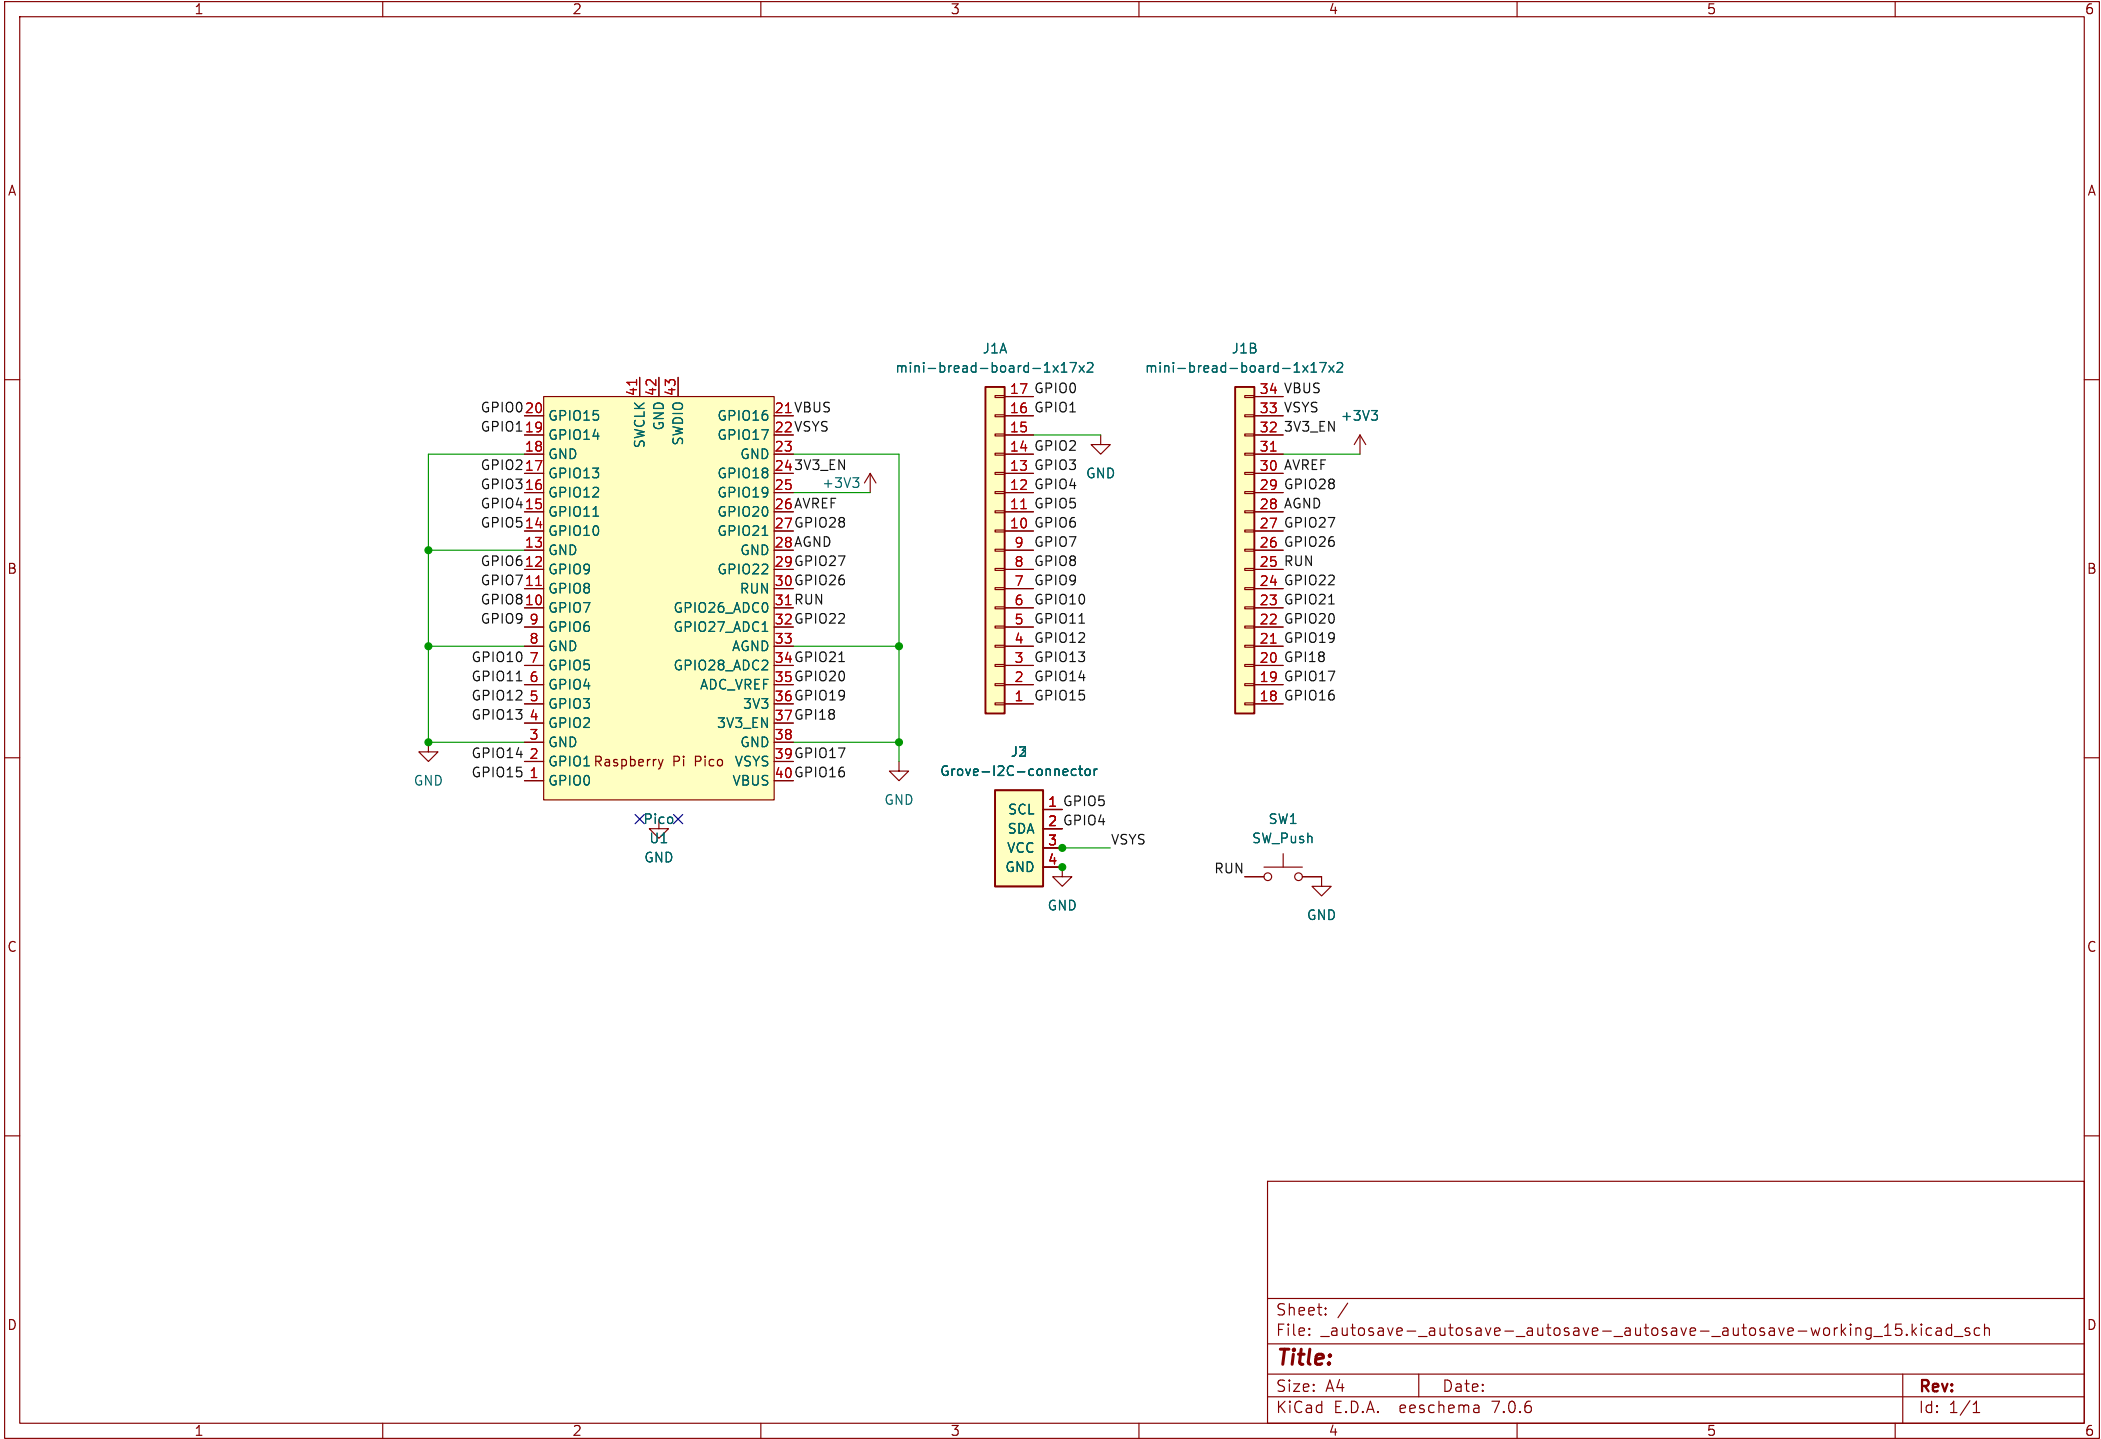 1 2 3 4 5 6
A A
B B
C C
D D
J1A
mini-bread-board-1x17x2
17 GPIO0
16 GPIO1
15
GND
14 GPIO2
13 GPIO3
12 GPIO4
11 GPIO5
10 GPIO6
9 GPIO7
8 GPIO8
7 GPIO9
6 GPIO10
5 GPIO11
4 GPIO12
3 GPIO13
2 GPIO14
1 GPIO15
J1B
mini-bread-board-1x17x2
34 VBUS
33 VSYS
32 3V3_EN
31
+3V3
30 AVREF
29 GPIO28
28 AGND
27 GPIO27
26 GPIO26
25 RUN
24 GPIO22
23 GPIO21
22 GPIO20
21 GPIO19
20 GPI18
19 GPIO17
18 GPIO16
41 42 43
SWCLK GND SWDIO
GPIO0 20 GPIO15 GPIO16 21 VBUS
GPIO1 19 GPIO14 GPIO17 22 VSYS
18 GND GND 23
GPIO2 17 GPIO13 GPIO18 24 3V3_EN
GPIO3 16 GPIO12 GPIO19 25 +3V3
GPIO4 15 GPIO11 GPIO20 26 AVREF
GPIO5 14 GPIO10 GPIO21 27 GPIO28
13 GND GND 28 AGND
GPIO6 12 GPIO9 GPIO22 29 GPIO27
GPIO7 11 GPIO8 RUN 30 GPIO26
GPIO8 10 GPIO7 GPIO26_ADC0 31 RUN
GPIO9 9 GPIO6 GPIO27_ADC1 32 GPIO22
8 GND AGND 33
GPIO10 7 GPIO5 GPIO28_ADC2 34 GPIO21
GPIO11 6 GPIO4 ADC_VREF 35 GPIO20
GPIO12 5 GPIO3 3V3 36 GPIO19
GPIO13 4 GPIO2 3V3_EN 37 GPI18
3 GND GND 38
GPIO14 2 GPIO1 Raspberry Pi Pico VSYS 39 GPIO17
GPIO15 1 GPIO0 VBUS 40 GPIO16
GND GND
Pico
U1
GND
Grove-I2C-connector
SCL 1 GPIO5
SDA 2 GPIO4
VCC 3 VSYS
GND 4
GND
SW1
SW_Push
RUN
GND
Sheet: /
File: _autosave-_autosave-_autosave-_autosave-_autosave-working_15.kicad_sch
Title:
Size: A4 Date: Rev:
KiCad E.D.A. eeschema 7.0.6 Id: 1/1
1 2 3 4 5 6